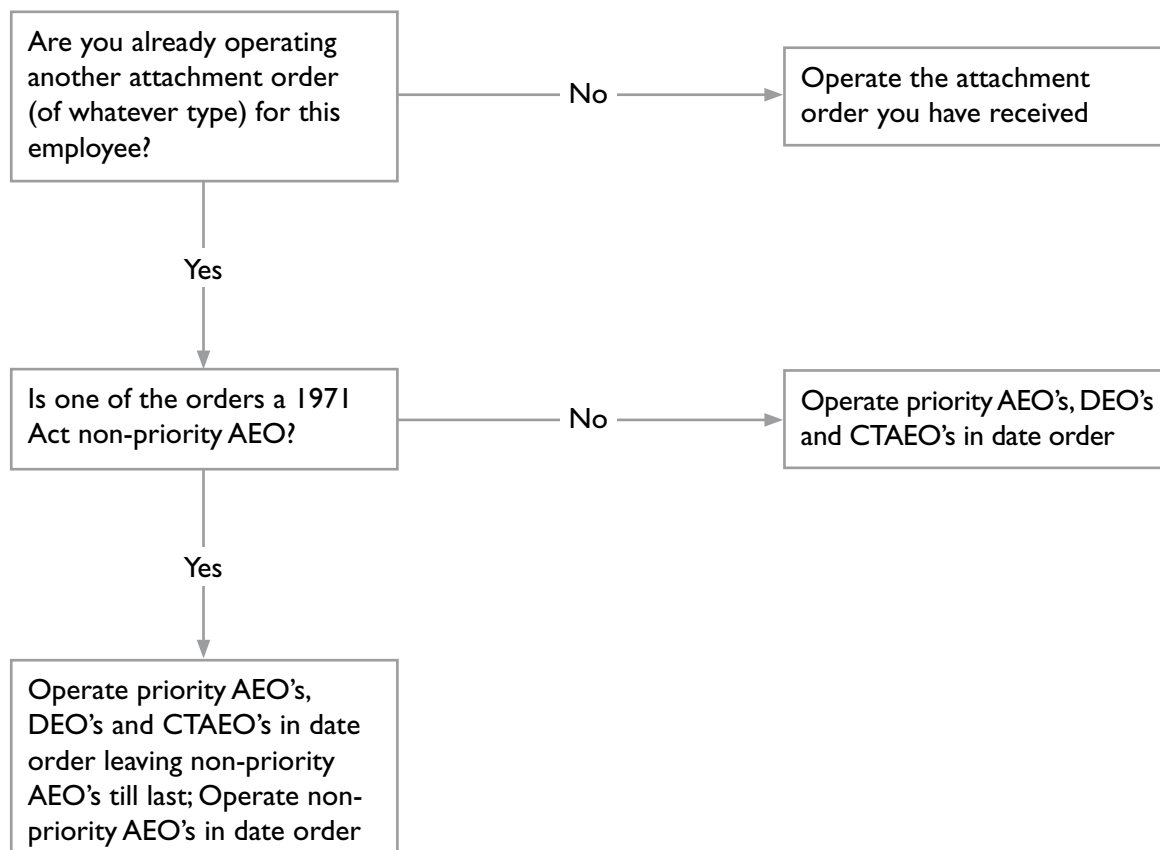 Are you already operating
another attachment order
(of whatever type) for this
employee?
No
Operate the attachment
order you have received
Yes
Is one of the orders a 1971
Act non-priority AEO?
No
Operate priority AEO's, DEO's
and CTAEO's in date order
Yes
Operate priority AEO's,
DEO's and CTAEO's in date
order leaving non-priority
AEO's till last; Operate non-
priority AEO's in date order